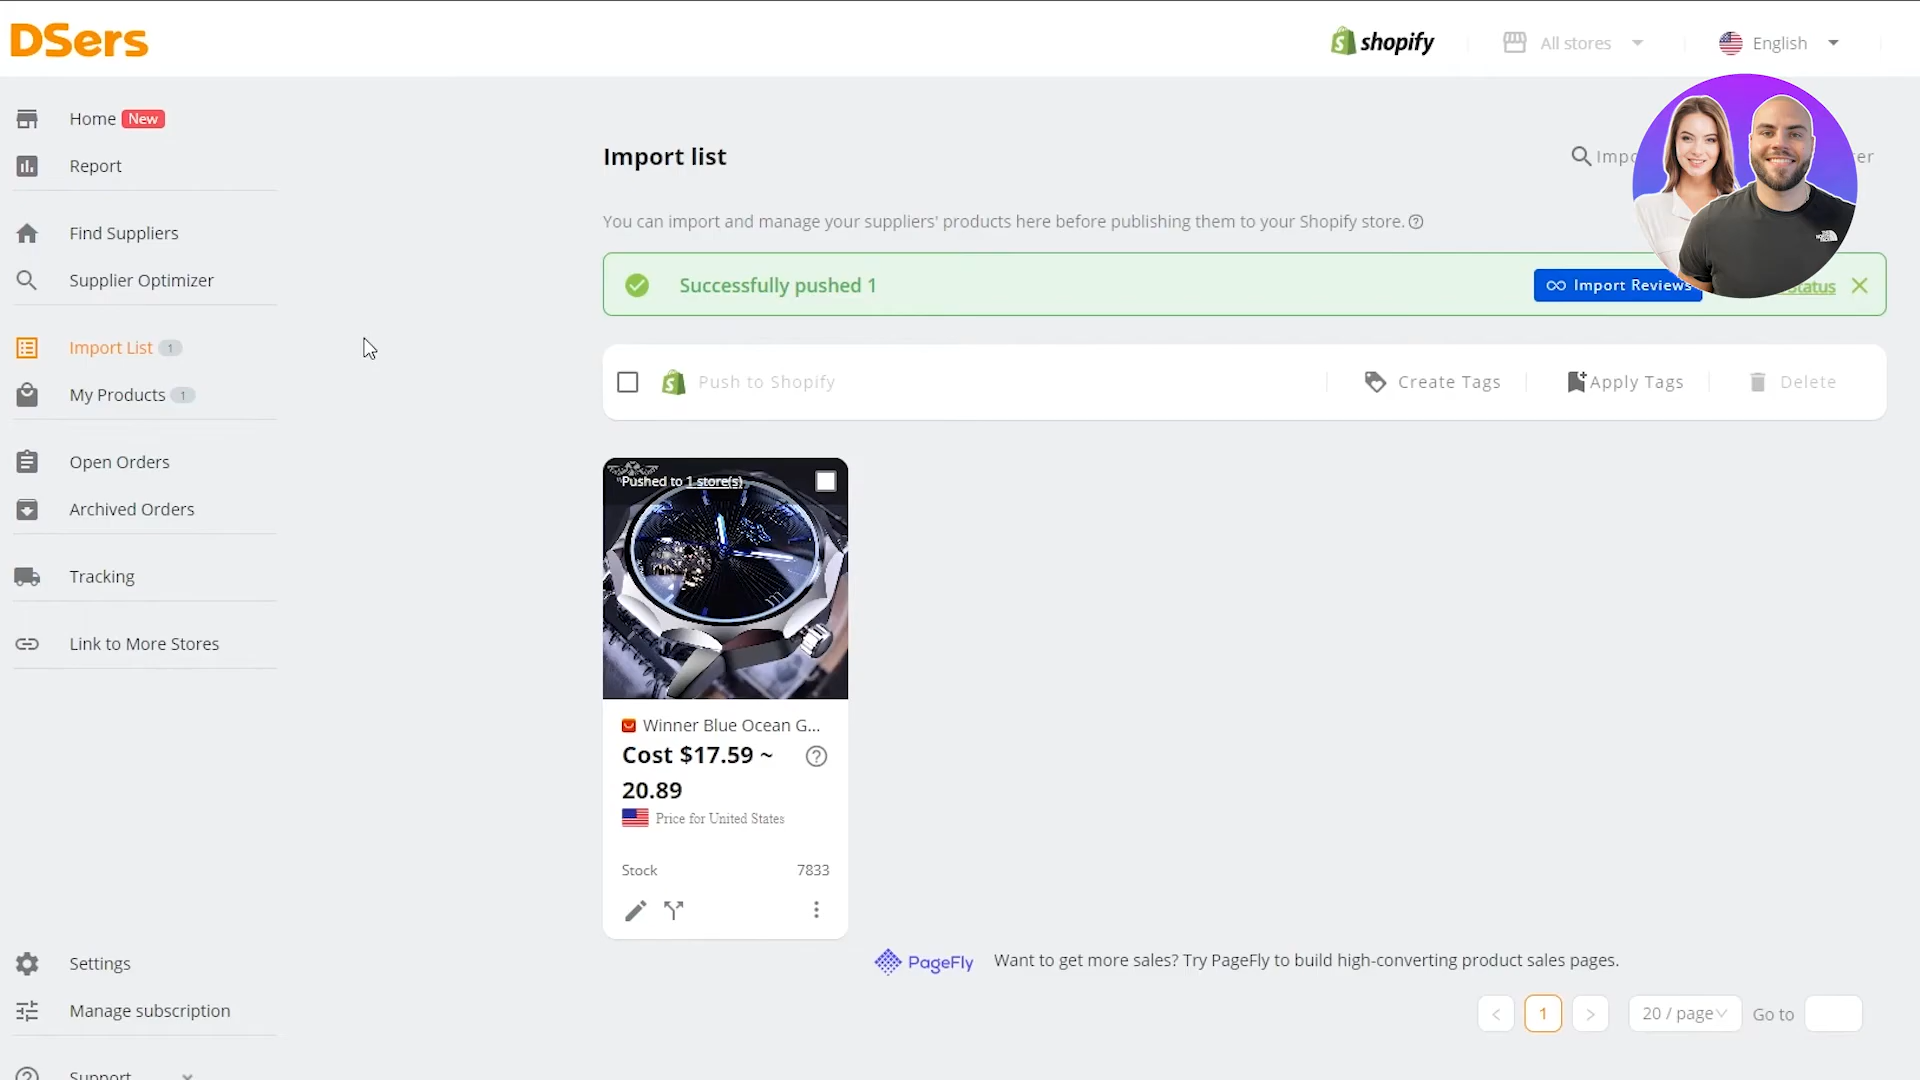 DSers
shopify
All stores
English
Home New
Report
Find Suppliers
Supplier Optimizer
Import List 1
My Products 1
Open Orders
Archived Orders
Tracking
Link to More Stores
Settings
Manage subscription
Support
Import list
You can import and manage your suppliers' products here before publishing them to your Shopify store.
Successfully pushed 1
Import Reviews
Push to Shopify
Create Tags
Apply Tags
Delete
Pushed to 1 store(s)
Winner Blue Ocean G...
Cost $17.59 ~
20.89
Price for United States
Stock 7833
PageFly
Want to get more sales? Try PageFly to build high-converting product sales pages.
< 1 > 20 / page Go to